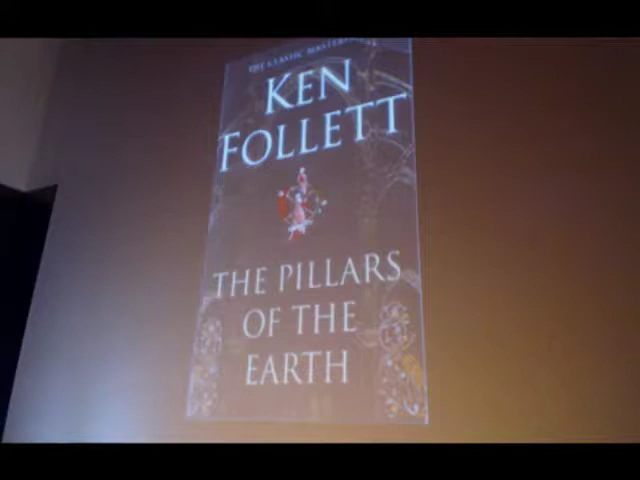 THE CLASSIC MASTERPIECE
KEN
FOLLETT
THE PILLARS
OF THE
EARTH